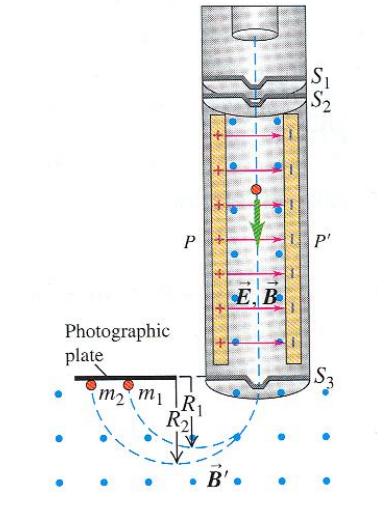 S₁
S₂
P
P′
E⃗, B⃗
Photographic
plate
S₃
m₂ m₁
R₁
R₂
B⃗′